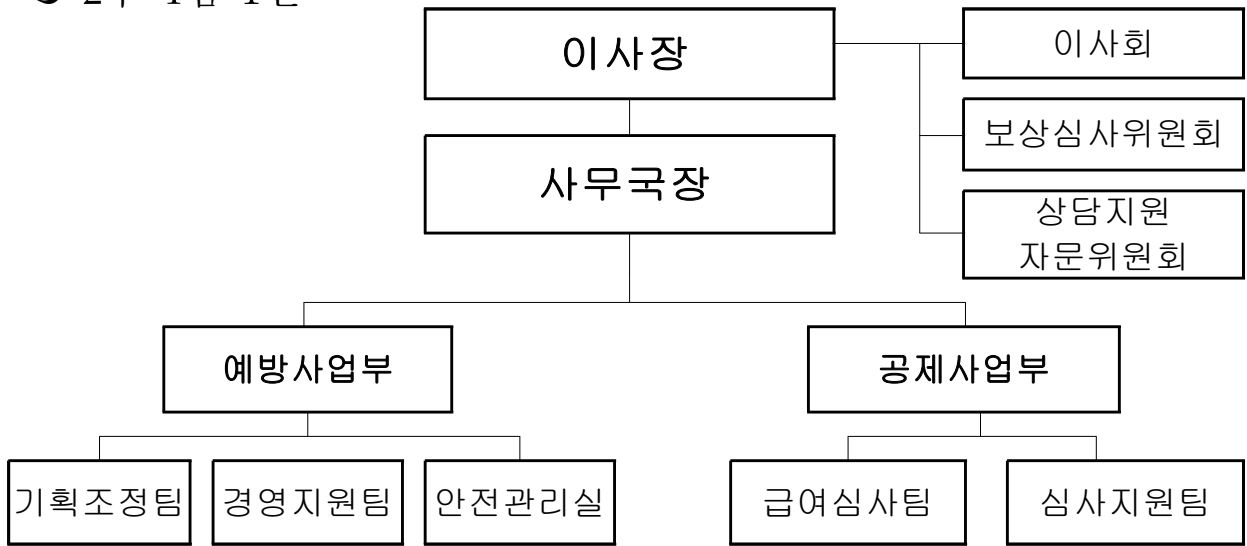 이사장
이사회
보상심사위원회
사무국장
상담지원
자문위원회
예방사업부
공제사업부
기획조정팀
경영지원팀
안전관리실
급여심사팀
심사지원팀